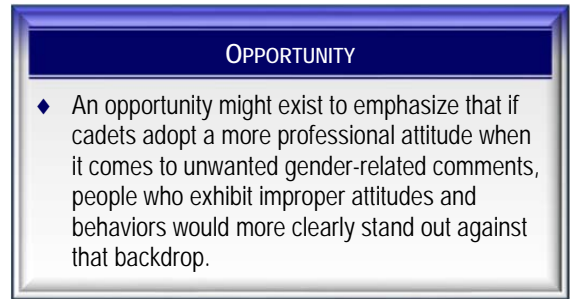 OPPORTUNITY
♦ An opportunity might exist to emphasize that if
cadets adopt a more professional attitude when
it comes to unwanted gender-related comments,
people who exhibit improper attitudes and
behaviors would more clearly stand out against
that backdrop.